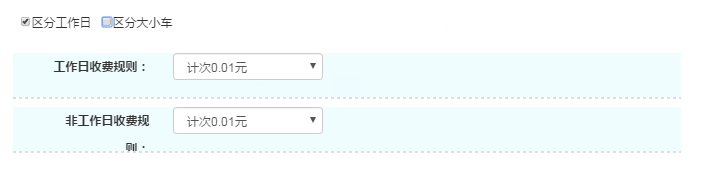 区分工作日 区分大小车
工作日收费规则： 计次0.01元
非工作日收费规 计次0.01元
则：